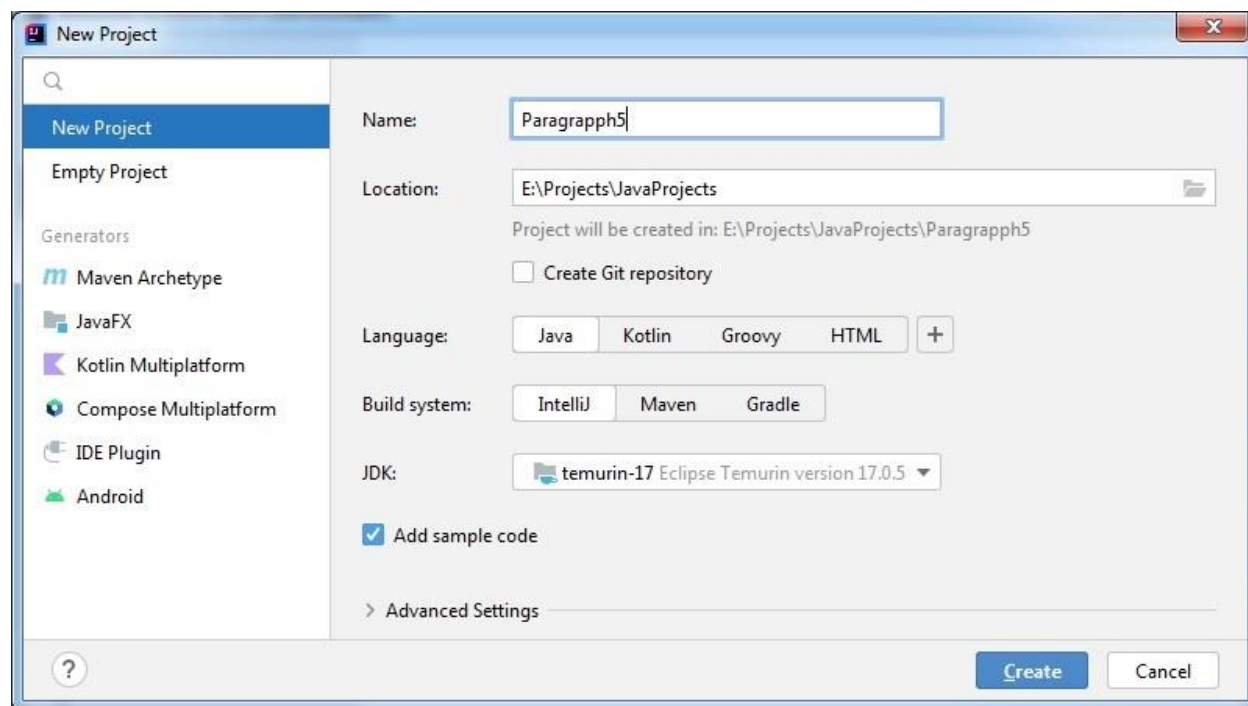 New Project
New Project
Empty Project
Generators
Maven Archetype
JavaFX
Kotlin Multiplatform
Compose Multiplatform
IDE Plugin
Android
Name: Paragrapph5
Location: E:\Projects\JavaProjects
Project will be created in: E:\Projects\JavaProjects\Paragrapph5
Create Git repository
Language: Java Kotlin Groovy HTML +
Build system: IntelliJ Maven Gradle
JDK: temurin-17 Eclipse Temurin version 17.0.5
Add sample code
> Advanced Settings
? Create Cancel